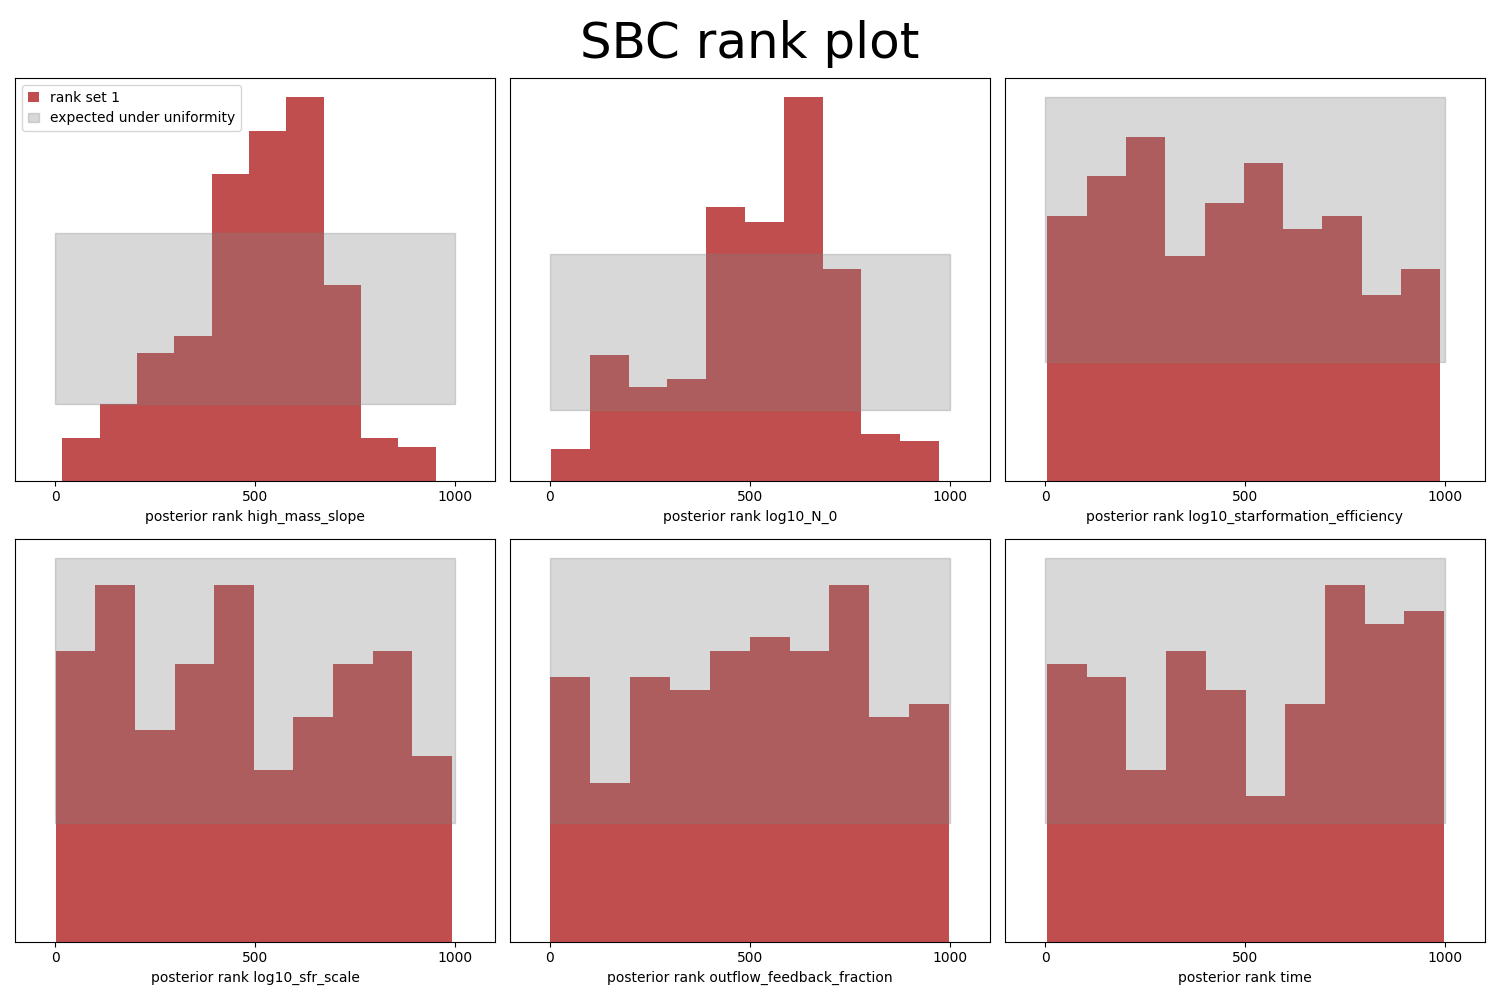 SBC rank plot
rank set 1
expected under uniformity
0 500 1000
posterior rank high_mass_slope
0 500 1000
posterior rank log10_N_0
0 500 1000
posterior rank log10_starformation_efficiency
0 500 1000
posterior rank log10_sfr_scale
0 500 1000
posterior rank outflow_feedback_fraction
0 500 1000
posterior rank time